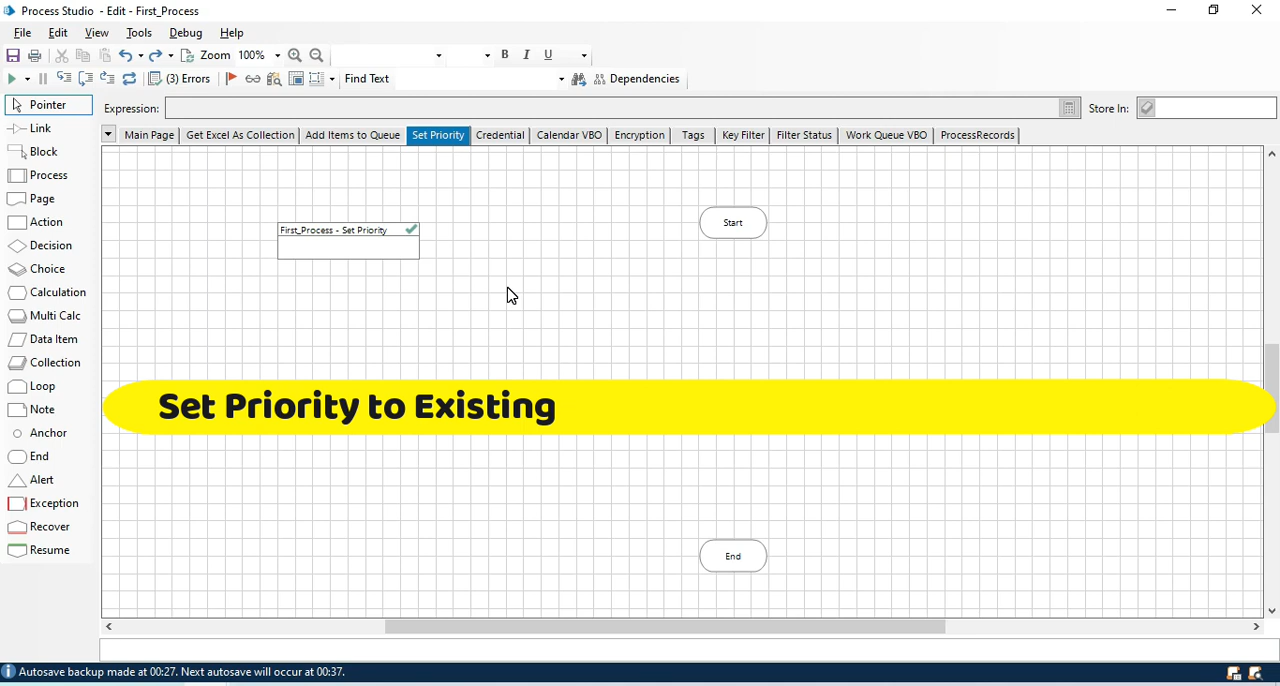 Process Studio - Edit - First_Process
File Edit View Tools Debug Help
Zoom 100% B I U
(3) Errors Find Text Dependencies
Pointer Expression: Store In:
Link
Main Page Get Excel As Collection Add Items to Queue Set Priority Credential Calendar VBO Encryption Tags Key Filter Filter Status Work Queue VBO ProcessRecords
Block
Process
Page
Action
Decision
Choice
Calculation
Multi Calc
Data Item
Collection
Loop
Note
Anchor
End
Alert
Exception
Recover
Resume
First_Process - Set Priority
Start
Set Priority to Existing
End
Autosave backup made at 00:27. Next autosave will occur at 00:37.